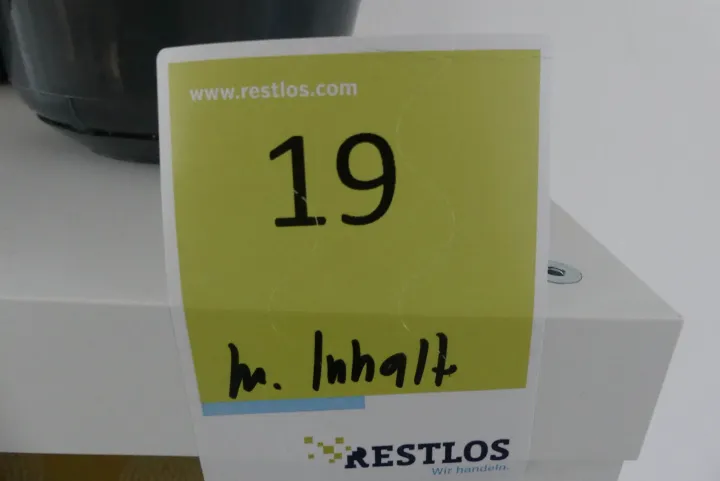 www.restlos.com
19
m. Inhalt
RESTLOS
Wir handeln.